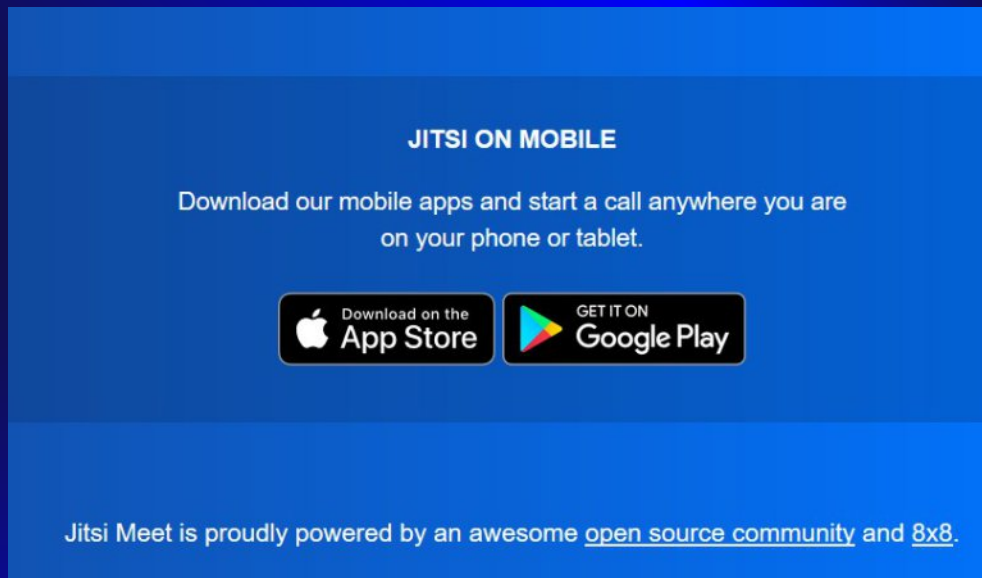 JITSI ON MOBILE
Download our mobile apps and start a call anywhere you are
on your phone or tablet.
Download on the
App Store
GET IT ON
Google Play
Jitsi Meet is proudly powered by an awesome open source community and 8x8.